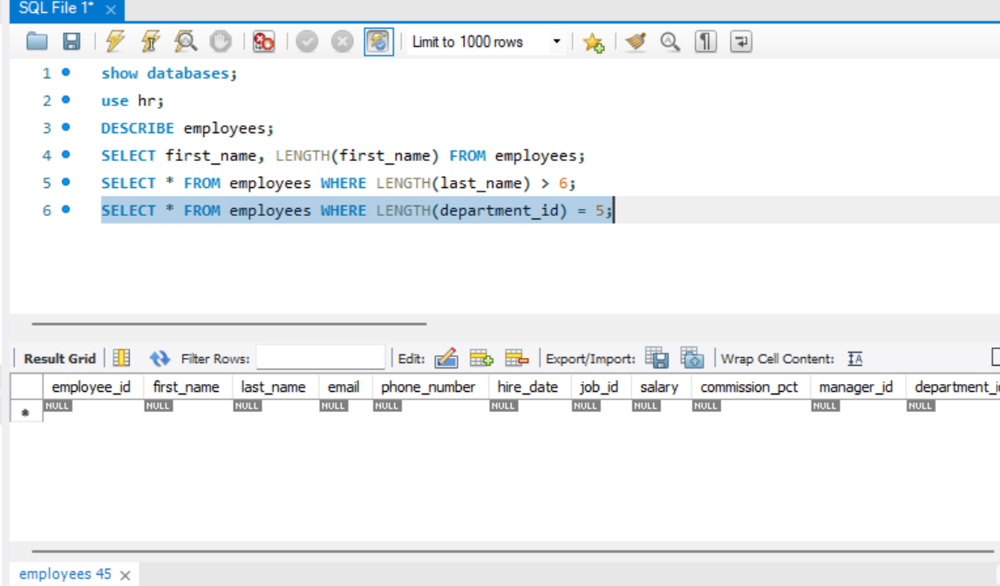 SQL File 1*
Limit to 1000 rows
1 show databases;
2 use hr;
3 DESCRIBE employees;
4 SELECT first_name, LENGTH(first_name) FROM employees;
5 SELECT * FROM employees WHERE LENGTH(last_name) > 6;
6 SELECT * FROM employees WHERE LENGTH(department_id) = 5;
Result Grid Filter Rows: Edit: Export/Import: Wrap Cell Content: IA
employee_id first_name last_name email phone_number hire_date job_id salary commission_pct manager_id department_i
* NULL NULL NULL NULL NULL NULL NULL NULL NULL NULL NULL
employees 45